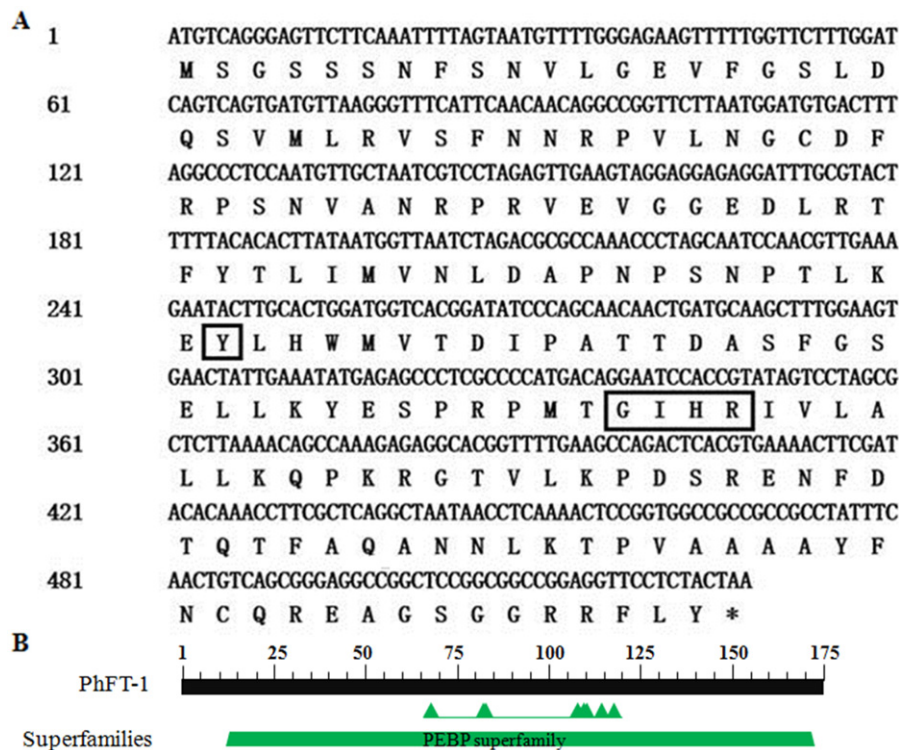 A
1 ATGTCAGGGAGTTCTTCAAATTTTAGTAATGTTTTGGGAGAAGTTTTTGGTTCTTTGGAT
M S G S S S N F S N V L G E V F G S L D
61 CAGTCAGTGATGTTAAGGGTTTCATTCAACAACAGGCCGGTTCTTAATGGATGTGACTTT
Q S V M L R V S F N N R P V L N G C D F
121 AGGCCCTCCAATGTTGCTAATCGTCCTAGAGTTGAAGTAGGAGGAGAGGATTTGCGTACT
R P S N V A N R P R V E V G G E D L R T
181 TTTTACACACTTATAATGGTTAATCTAGACGCGCCAAACCCTAGCAATCCAACGTTGAAA
F Y T L I M V N L D A P N P S N P T L K
241 GAATACTTGCACTGGATGGTCACGGATATCCCAGCAACAACTGATGCAAGCTTTGGAAGT
E Y L H W M V T D I P A T T D A S F G S
301 GAACTATTGAAATATGAGAGCCCTCGCCCCATGACAGGAATCCACCGTATAGTCCTAGCG
E L L K Y E S P R P M T G I H R I V L A
361 CTCTTAAAACAGCCAAAGAGAGGCACGGTTTTGAAGCCAGACTCACGTGAAAACTTCGAT
L L K Q P K R G T V L K P D S R E N F D
421 ACACAAACCTTCGCTCAGGCTAATAACCTCAAAACTCCGGTGGCCGCCGCCGCCTATTTC
T Q T F A Q A N N L K T P V A A A A Y F
481 AACTGTCAGCGGGAGGCCGGCTCCGGCGGCCGGAGGTTCCTCTACTAA
N C Q R E A G S G G R R F L Y *
B
1 25 50 75 100 125 150 175
PhFT-1
Superfamilies PEBP superfamily